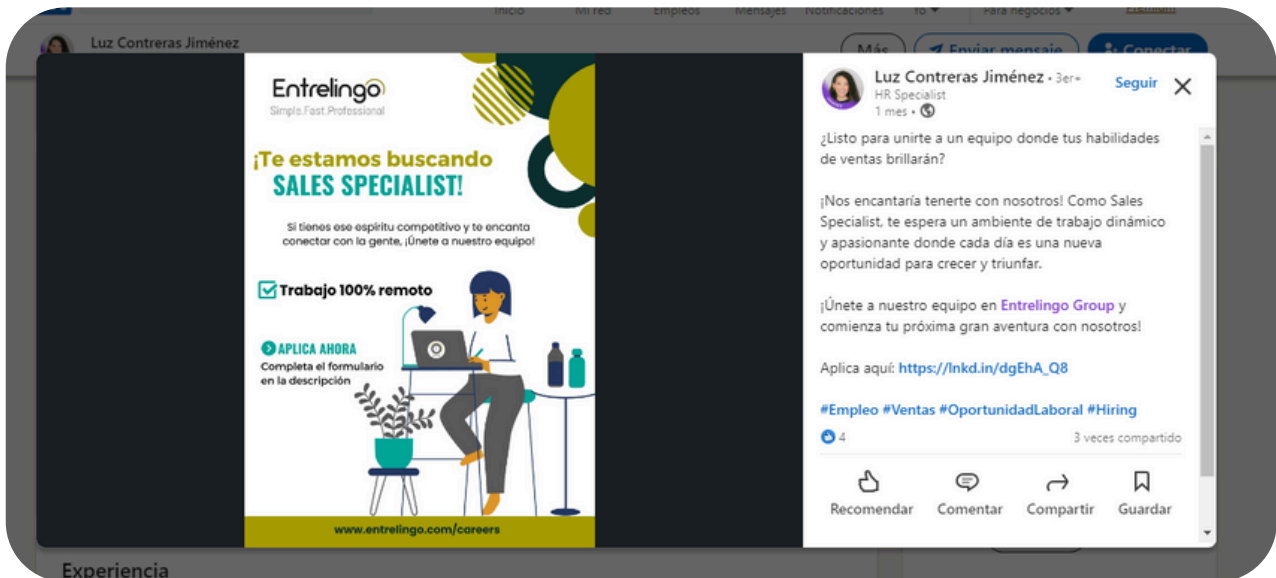 Inicio Mi red Empleos Mensajes Notificaciones Yo Para negocios
Luz Contreras Jiménez
Más Enviar mensaje Conectar
Entrelingo
Simple.Fast.Professional
¡Te estamos buscando
SALES SPECIALIST!
Si tienes ese espíritu competitivo y te encanta
conectar con la gente, ¡Únete a nuestro equipo!
Trabajo 100% remoto
APLICA AHORA
Completa el formulario
en la descripción
www.entrelingo.com/careers
Luz Contreras Jiménez • 3er+
Seguir
HR Specialist
1 mes •
¿Listo para unirte a un equipo donde tus habilidades
de ventas brillarán?
¡Nos encantaría tenerte con nosotros! Como Sales
Specialist, te espera un ambiente de trabajo dinámico
y apasionante donde cada día es una nueva
oportunidad para crecer y triunfar.
¡Únete a nuestro equipo en Entrelingo Group y
comienza tu próxima gran aventura con nosotros!
Aplica aquí: https://lnkd.in/dgEhA_Q8
#Empleo #Ventas #OportunidadLaboral #Hiring
4
3 veces compartido
Recomendar Comentar Compartir Guardar
Experiencia